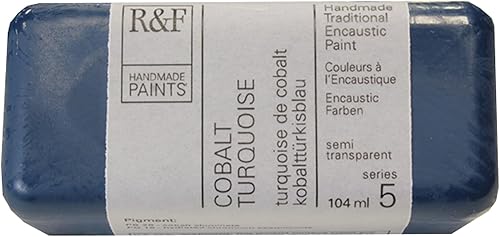 R&F
HANDMADE
PAINTS
COBALT
TURQUOISE
turquoise de cobalt
kobalttürkisblau
Handmade
Traditional
Encaustic
Paint
Couleurs à
l'Encaustique
Encaustic
Farben
semi
transparent
series
104 ml 5
Pigment: